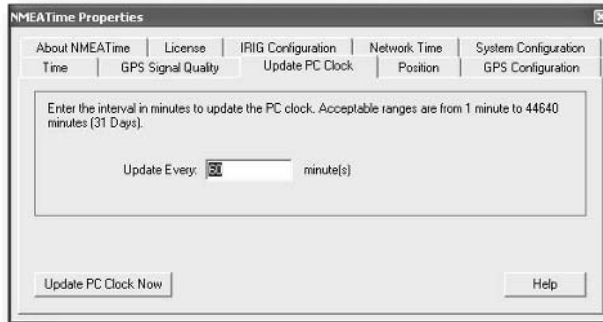 NMEATime Properties
About NMEATime License IRIG Configuration Network Time System Configuration
Time GPS Signal Quality Update PC Clock Position GPS Configuration
Enter the interval in minutes to update the PC clock. Acceptable ranges are from 1 minute to 44640
minutes (31 Days).
Update Every: 60 minute(s)
Update PC Clock Now Help